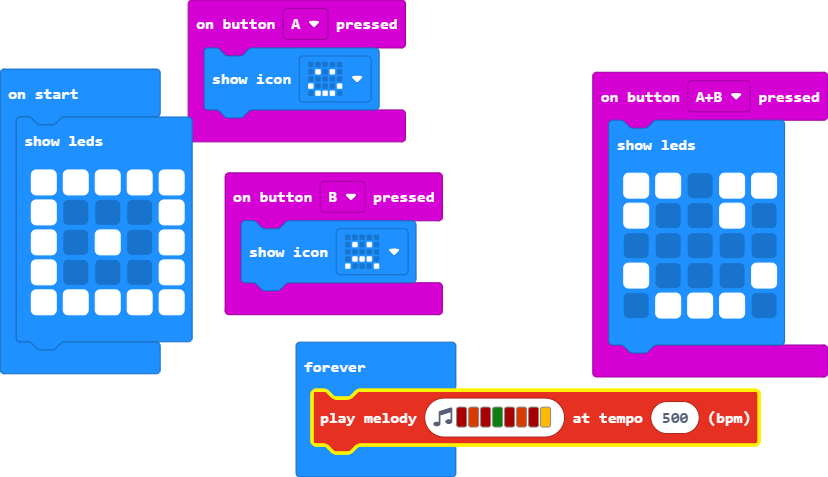 on button A pressed
show icon
on start
show leds
on button B pressed
show icon
on button A+B pressed
show leds
forever
play melody at tempo 500 (bpm)